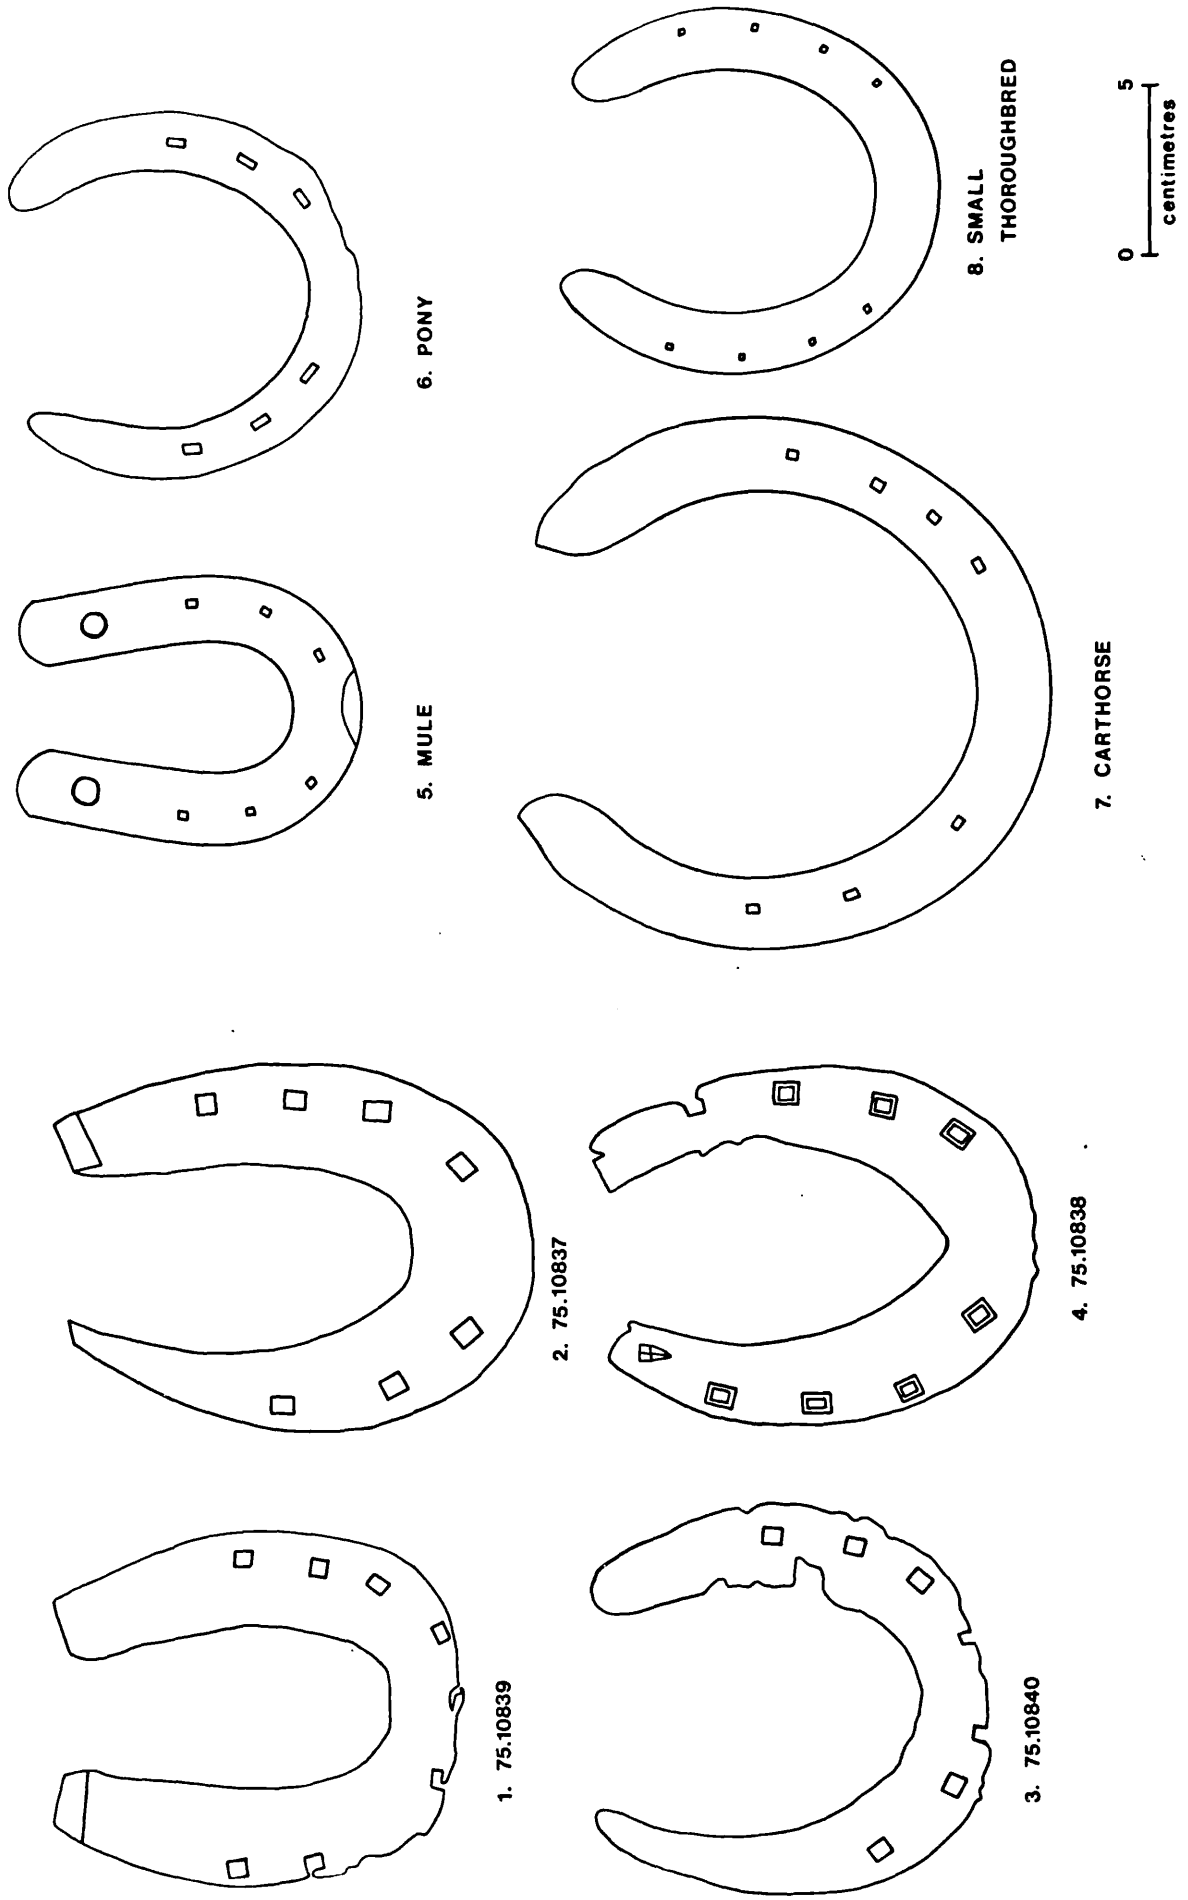 1. 75.10839
2. 75.10837
3. 75.10840
4. 75.10838
5. MULE
6. PONY
7. CARTHORSE
8. SMALL
THOROUGHBRED
0 5
centimetres